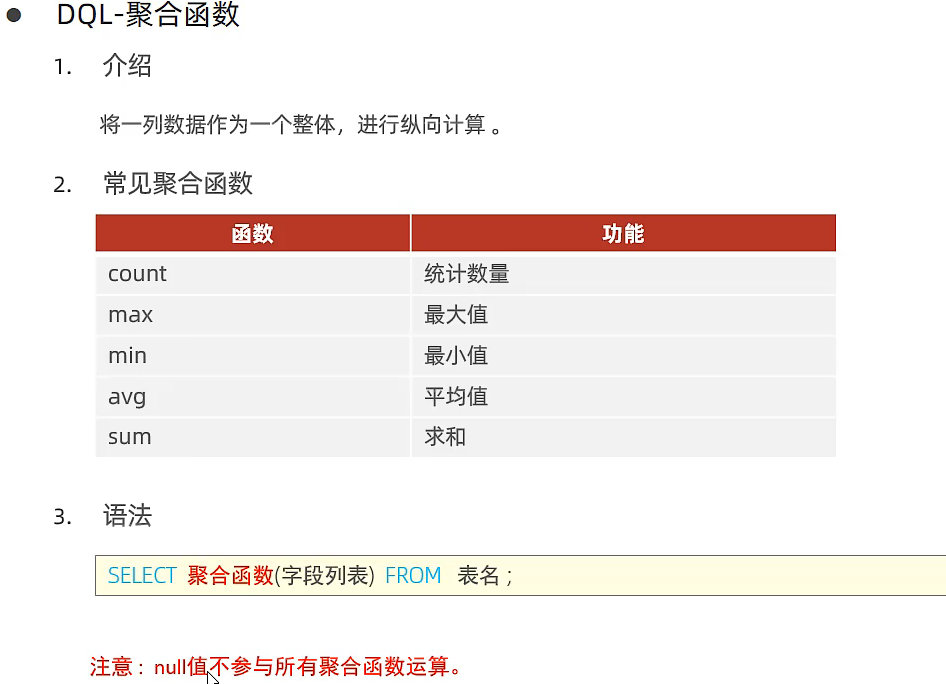 ● DQL-聚合函数
1. 介绍
将一列数据作为一个整体，进行纵向计算 。
2. 常见聚合函数
函数 功能
count 统计数量
max 最大值
min 最小值
avg 平均值
sum 求和
3. 语法
SELECT 聚合函数(字段列表) FROM 表名 ;
注意 : null值不参与所有聚合函数运算。